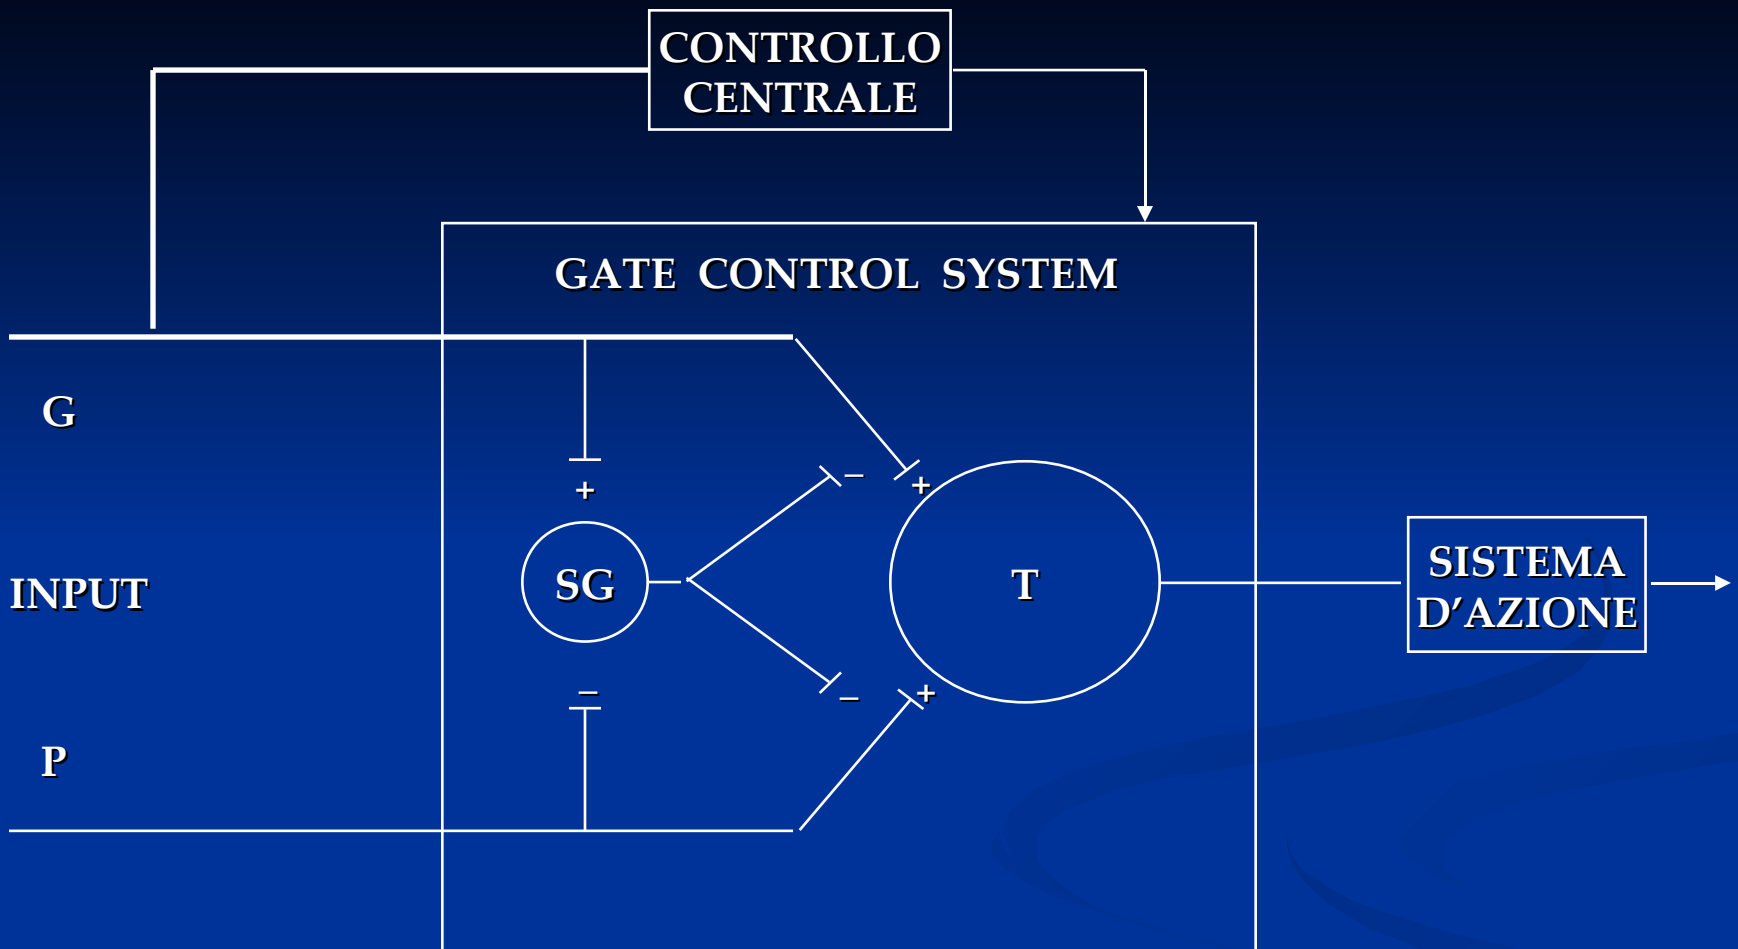 CONTROLLO
CENTRALE
GATE CONTROL SYSTEM
G
– +
+
SG
T
INPUT
SISTEMA
D’AZIONE
–
– +
P